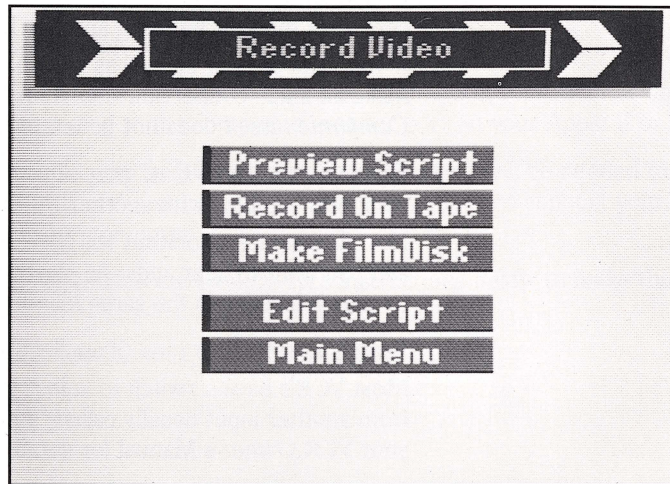 Record Video
Preview Script
Record On Tape
Make FilmDisk
Edit Script
Main Menu